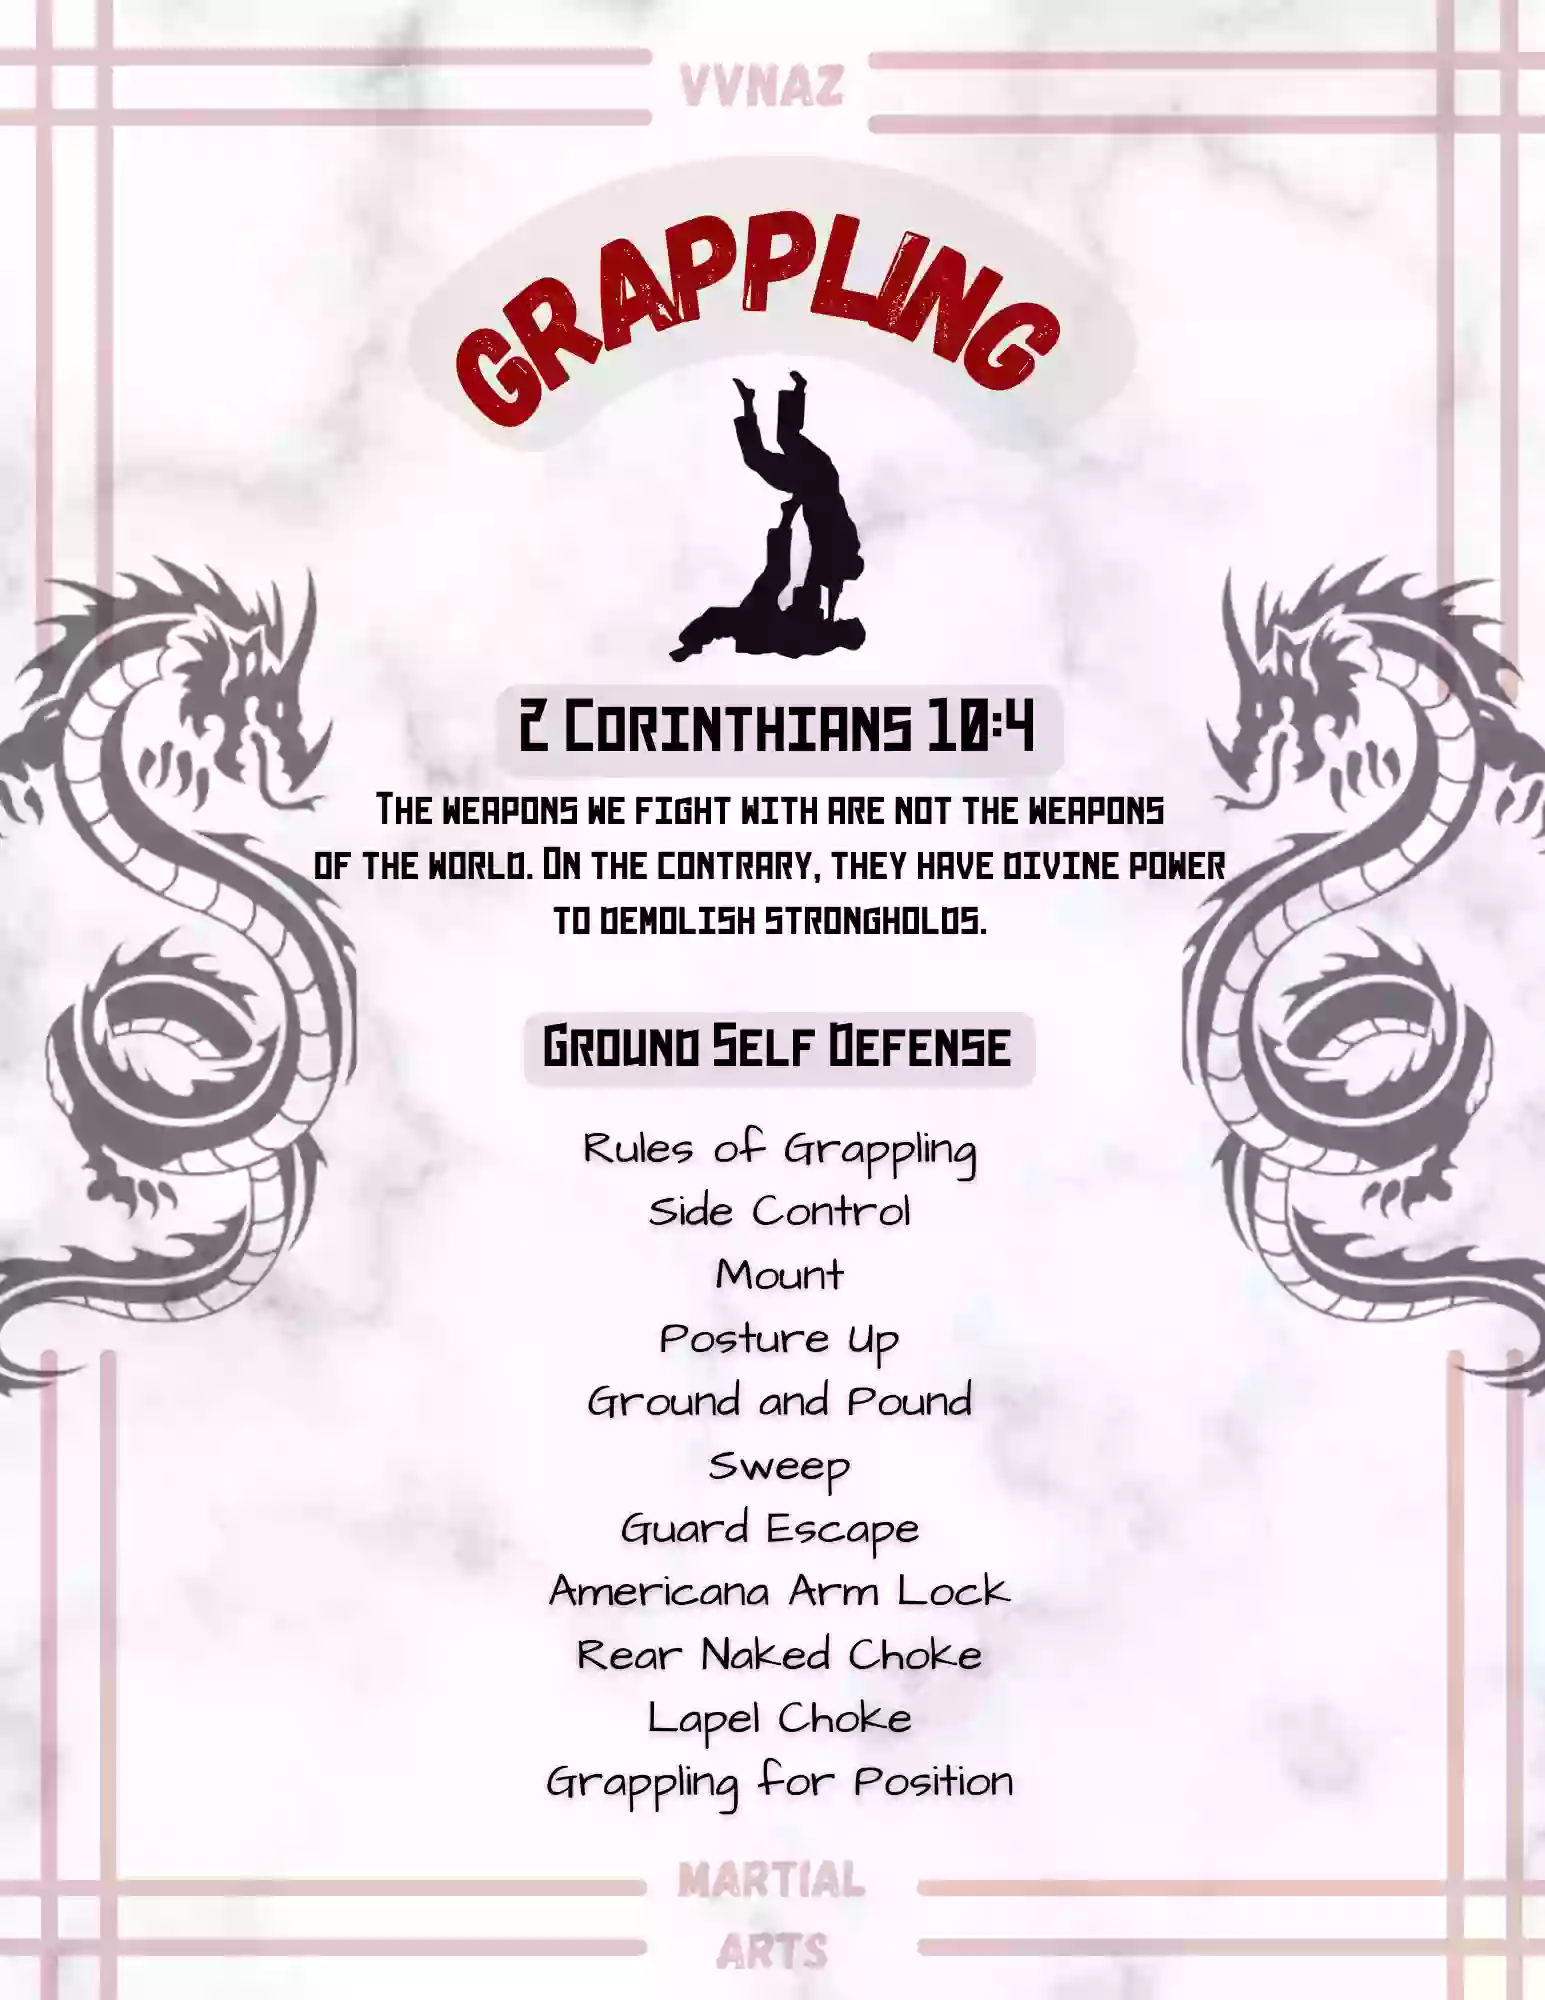 VVNAZ
GRAPPLING
2 Corinthians 10:4
The weapons we fight with are not the weapons
of the world. On the contrary, they have divine power
to demolish strongholds.
Ground Self Defense
Rules of Grappling
Side Control
Mount
Posture Up
Ground and Pound
Sweep
Guard Escape
Americana Arm Lock
Rear Naked Choke
Lapel Choke
Grappling for Position
MARTIAL
ARTS